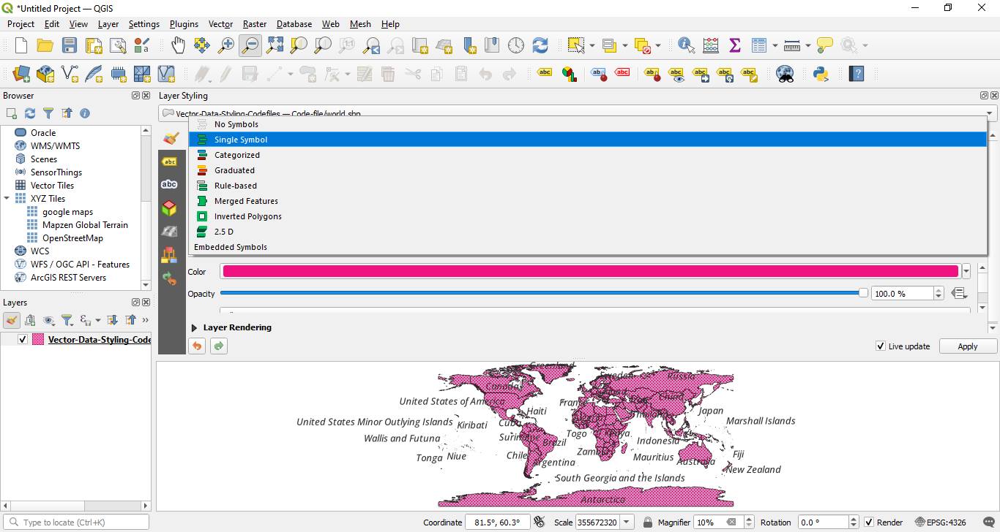 *Untitled Project — QGIS
Project Edit View Layer Settings Plugins Vector Raster Database Web Mesh Help
Browser
Layer Styling
Vector-Data-Styling-Codefiles — Code-file/world.shp
Oracle
WMS/WMTS
Scenes
SensorThings
Vector Tiles
XYZ Tiles
google maps
Mapzen Global Terrain
OpenStreetMap
WCS
WFS / OGC API - Features
ArcGIS REST Servers
No Symbols
Single Symbol
Categorized
Graduated
Rule-based
Merged Features
Inverted Polygons
2.5 D
Embedded Symbols
Color
Opacity 100.0 %
Layer Rendering
Live update Apply
Layers
Vector-Data-Styling-Code
Greenland
Sweden Russia
Canada
United States of America France China
Haiti Japan
United States Minor Outlying Islands Kiribati Cuba Thailand Marshall Islands
Wallis and Futuna Suriname Brazil Togo Kenya Indonesia
Tonga Niue Chile Argentina Zambia Mauritius Australia Fiji
New Zealand
South Georgia and the Islands
Antarctica
Type to locate (Ctrl+K) Coordinate 81.5°, 60.3° Scale 355672320 Magnifier 10% Rotation 0.0 ° Render EPSG:4326